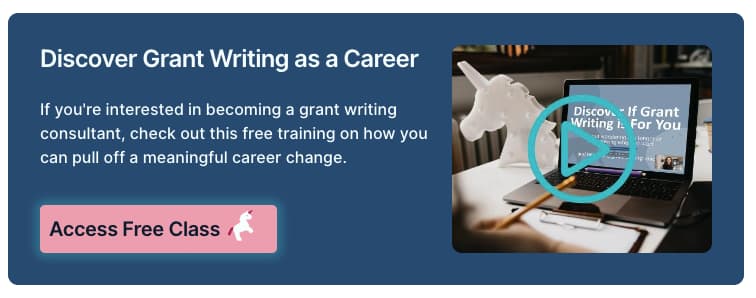 Discover Grant Writing as a Career
If you're interested in becoming a grant writing
consultant, check out this free training on how you
can pull off a meaningful career change.
Access Free Class
Discover If Grant
Writing is For You